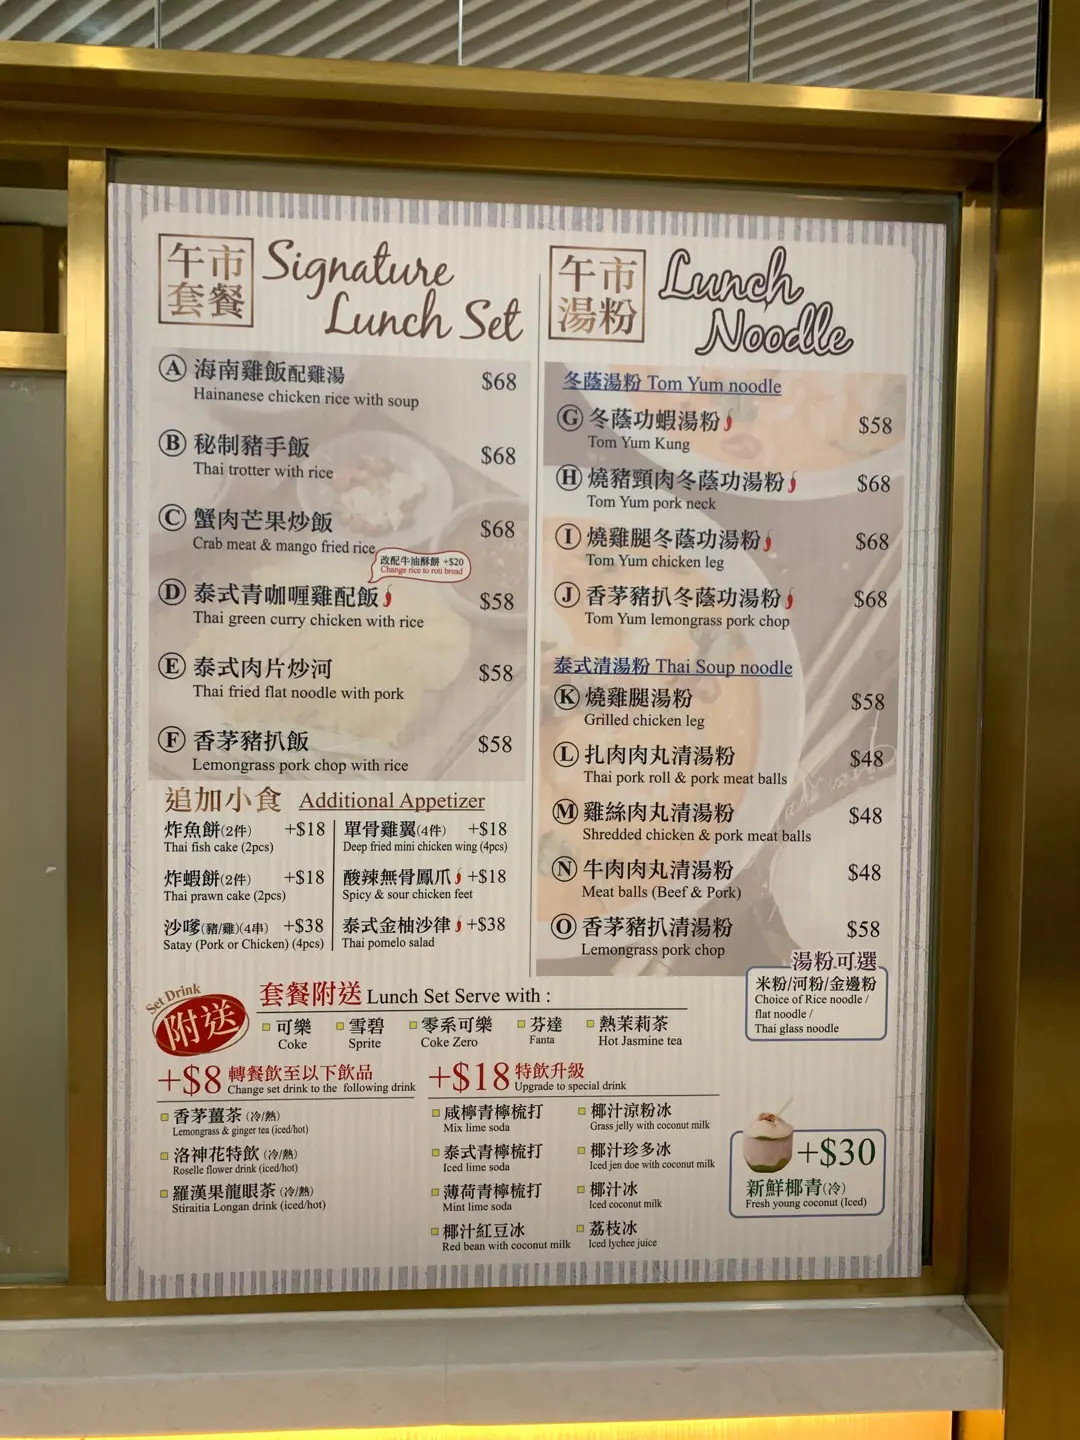 午市
套餐
Signature
Lunch Set
Ⓐ 海南雞飯配雞湯 $68
Hainanese chicken rice with soup
Ⓑ 秘制豬手飯 $68
Thai trotter with rice
Ⓒ 蟹肉芒果炒飯 $68
Crab meat & mango fried rice
改配牛油酥餅 +$20
Change rice to roti bread
Ⓓ 泰式青咖喱雞配飯 $58
Thai green curry chicken with rice
Ⓔ 泰式肉片炒河 $58
Thai fried flat noodle with pork
Ⓕ 香茅豬扒飯 $58
Lemongrass pork chop with rice
追加小食 Additional Appetizer
炸魚餅(2件) +$18
Thai fish cake (2pcs)
炸蝦餅(2件) +$18
Thai prawn cake (2pcs)
沙嗲(豬/雞)(4串) +$38
Satay (Pork or Chicken) (4pcs)
單骨雞翼(4件) +$18
Deep fried mini chicken wing (4pcs)
酸辣無骨鳳爪 +$18
Spicy & sour chicken feet
泰式金柚沙律 +$38
Thai pomelo salad
午市
湯粉
Lunch
Noodle
冬蔭湯粉 Tom Yum noodle
Ⓖ 冬蔭功蝦湯粉 $58
Tom Yum Kung
Ⓗ 燒豬頸肉冬蔭功湯粉 $68
Tom Yum pork neck
Ⓘ 燒雞腿冬蔭功湯粉 $68
Tom Yum chicken leg
Ⓙ 香茅豬扒冬蔭功湯粉 $68
Tom Yum lemongrass pork chop
泰式清湯粉 Thai Soup noodle
Ⓚ 燒雞腿湯粉 $58
Grilled chicken leg
Ⓛ 扎肉肉丸清湯粉 $48
Thai pork roll & pork meat balls
Ⓜ 雞絲肉丸清湯粉 $48
Shredded chicken & pork meat balls
Ⓝ 牛肉肉丸清湯粉 $48
Meat balls (Beef & Pork)
Ⓞ 香茅豬扒清湯粉 $58
Lemongrass pork chop
湯粉可選
米粉/河粉/金邊粉
Choice of Rice noodle /
flat noodle /
Thai glass noodle
Set Drink
附送
套餐附送 Lunch Set Serve with :
可樂 雪碧 零系可樂 芬達 熱茉莉茶
Coke Sprite Coke Zero Fanta Hot Jasmine tea
+$8 轉餐飲至以下飲品
Change set drink to the following drink
香茅薑茶 (冷/熱)
Lemongrass & ginger tea (iced/hot)
洛神花特飲 (冷/熱)
Roselle flower drink (iced/hot)
羅漢果龍眼茶 (冷/熱)
Stiraitia Longan drink (iced/hot)
+$18 特飲升級
Upgrade to special drink
咸檸青檸梳打
Mix lime soda
泰式青檸梳打
Iced lime soda
薄荷青檸梳打
Mint lime soda
椰汁紅豆冰
Red bean with coconut milk
椰汁涼粉冰
Grass jelly with coconut milk
椰汁珍多冰
Iced jen doe with coconut milk
椰汁冰
Iced coconut milk
荔枝冰
Iced lychee juice
+$30
新鮮椰青(冷)
Fresh young coconut (Iced)